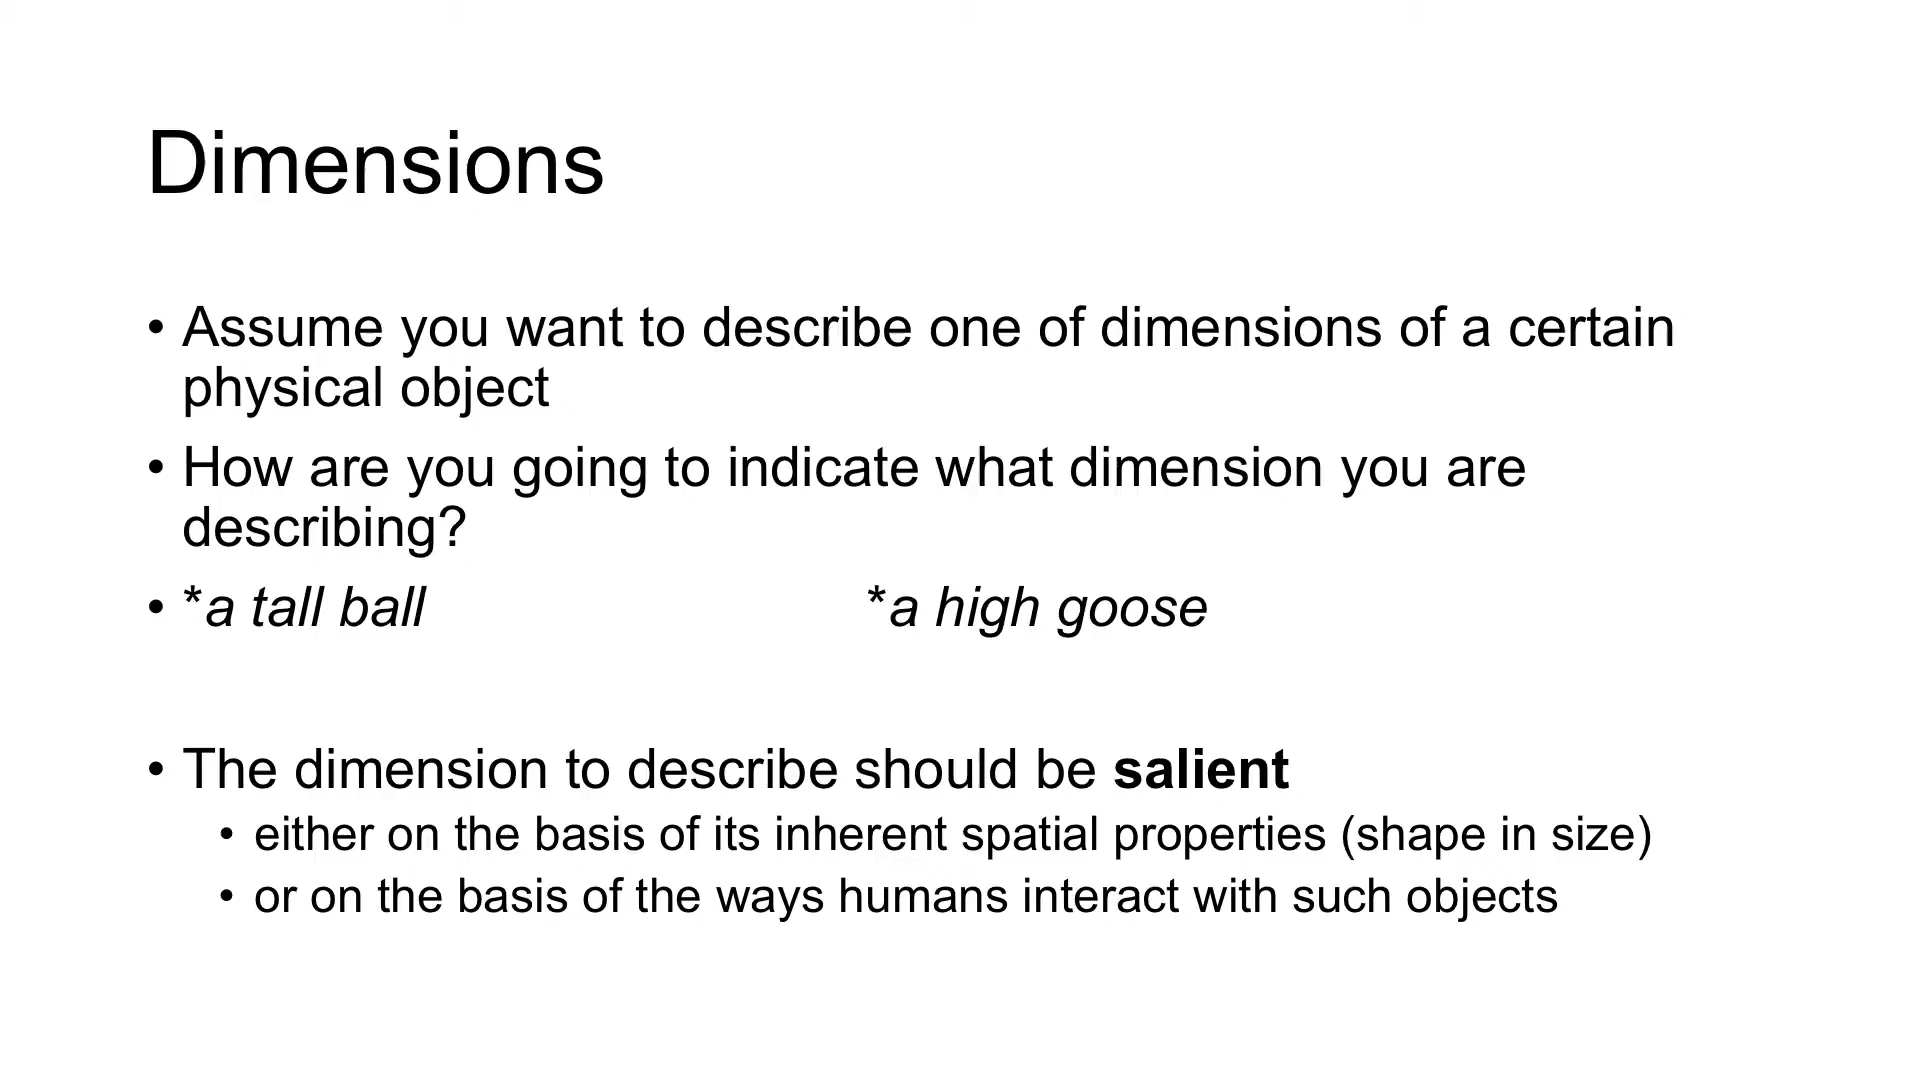 Dimensions
• Assume you want to describe one of dimensions of a certain
physical object
• How are you going to indicate what dimension you are
describing?
• *a tall ball *a high goose
• The dimension to describe should be salient
• either on the basis of its inherent spatial properties (shape in size)
• or on the basis of the ways humans interact with such objects